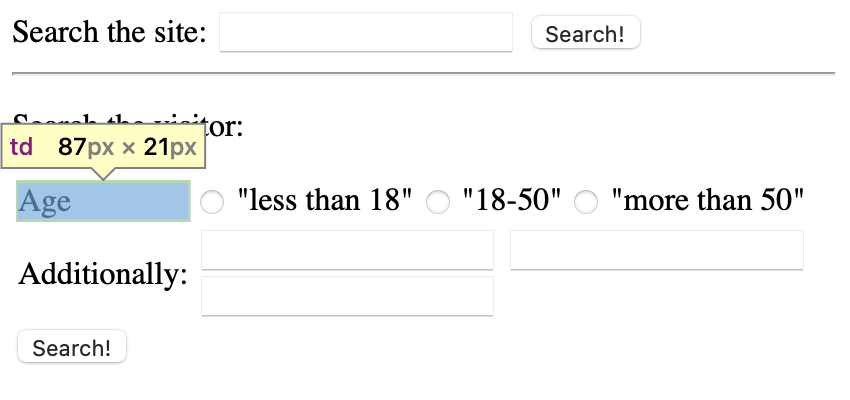 Search the site: Search!
Search the visitor:
td 87px × 21px
Age "less than 18" "18-50" "more than 50"
Additionally:
Search!